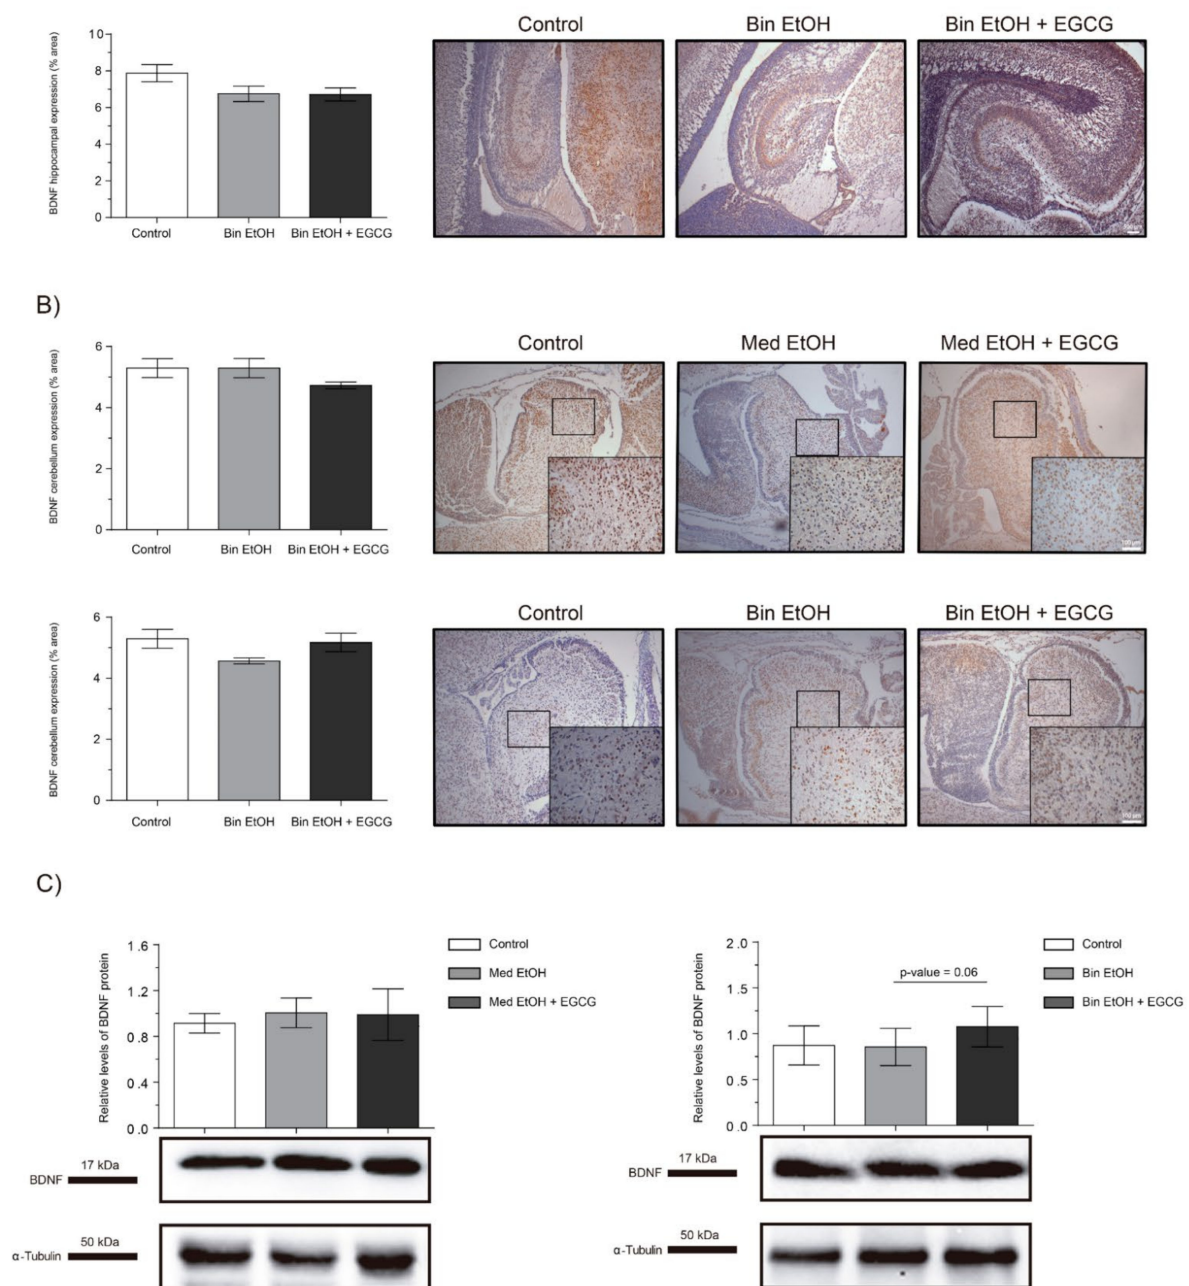 Control Bin EtOH Bin EtOH + EGCG
BDNF hippocampal expression (% area)
10
8
6
4
2
0
Control Bin EtOH Bin EtOH + EGCG
B)
Control Med EtOH Med EtOH + EGCG
BDNF cerebellum expression (% area)
6
4
2
0
Control Bin EtOH Bin EtOH + EGCG
100 µm
Control Bin EtOH Bin EtOH + EGCG
BDNF cerebellum expression (% area)
6
4
2
0
Control Bin EtOH Bin EtOH + EGCG
C)
Relative levels of BDNF protein
1.6
1.2
0.8
0.4
0.0
Control
Med EtOH
Med EtOH + EGCG
17 kDa
BDNF
50 kDa
α-Tubulin
Relative levels of BDNF protein
2.0
1.5
1.0
0.5
0.0
p-value = 0.06
Control
Bin EtOH
Bin EtOH + EGCG
17 kDa
BDNF
50 kDa
α-Tubulin